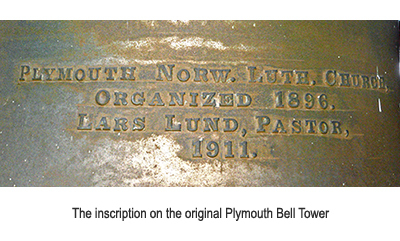 PLYMOUTH NORW. LUTH. CHURCH
ORGANIZED 1896.
LARS LUND, PASTOR,
1911.
The inscription on the original Plymouth Bell Tower